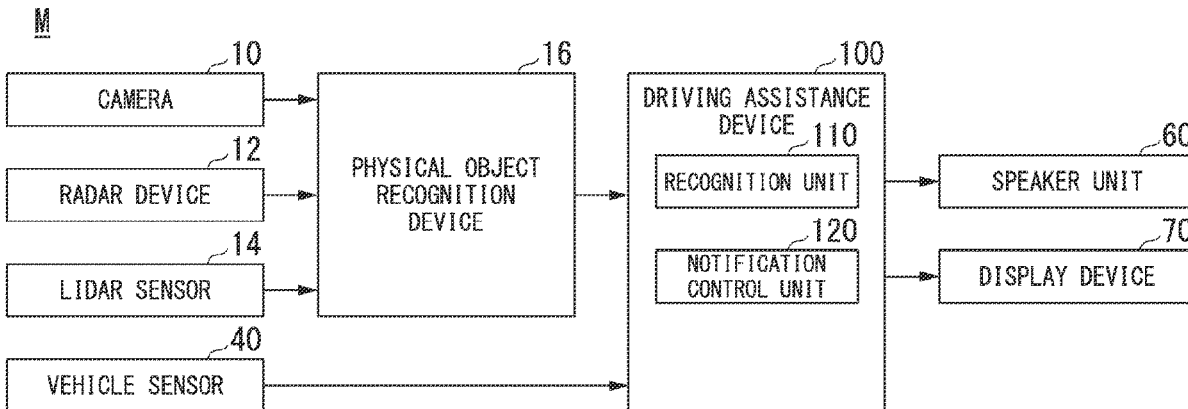 M
10
CAMERA
12
RADAR DEVICE
14
LIDAR SENSOR
40
VEHICLE SENSOR
16
PHYSICAL OBJECT
RECOGNITION
DEVICE
100
DRIVING ASSISTANCE
DEVICE
110
RECOGNITION UNIT
120
NOTIFICATION
CONTROL UNIT
60
SPEAKER UNIT
70
DISPLAY DEVICE